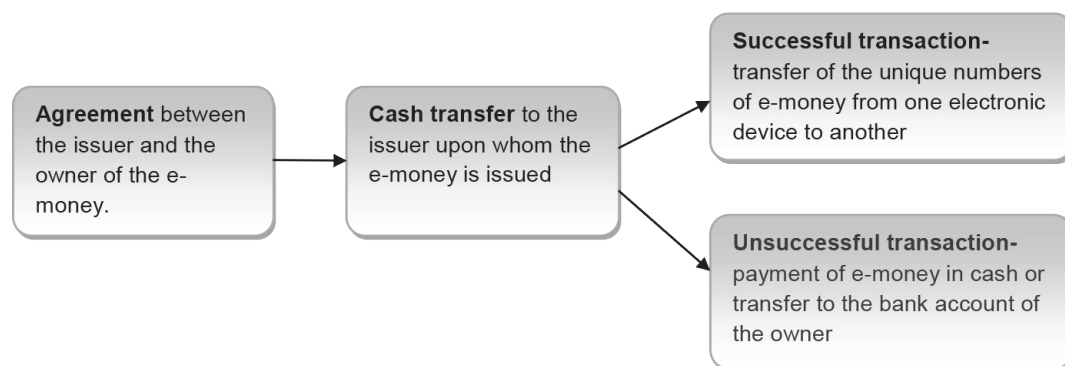 Agreement between
the issuer and the
owner of the e-
money.
Cash transfer to the
issuer upon whom the
e-money is issued
Successful transaction-
transfer of the unique numbers
of e-money from one electronic
device to another
Unsuccessful transaction-
payment of e-money in cash or
transfer to the bank account of
the owner